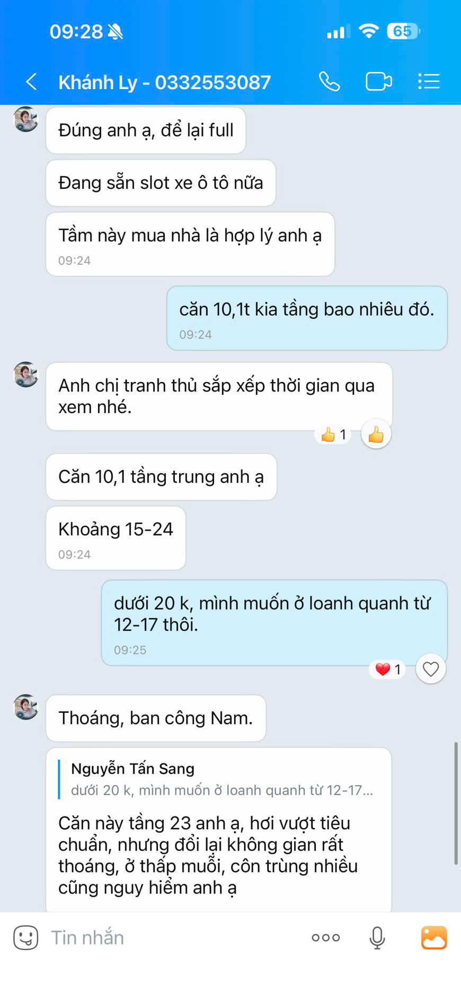 09:28
65
Khánh Ly - 0332553087
Đúng anh ạ, để lại full
Đang sẵn slot xe ô tô nữa
Tầm này mua nhà là hợp lý anh ạ
09:24
căn 10,1t kia tầng bao nhiêu đó.
09:24
Anh chị tranh thủ sắp xếp thời gian qua
xem nhé.
1
Căn 10,1 tầng trung anh ạ
Khoảng 15-24
09:24
dưới 20 k, mình muốn ở loanh quanh từ
12-17 thôi.
09:25
1
Thoáng, ban công Nam.
Nguyễn Tấn Sang
dưới 20 k, mình muốn ở loanh quanh từ 12-17...
Căn này tầng 23 anh ạ, hơi vượt tiêu
chuẩn, nhưng đổi lại không gian rất
thoáng, ở thấp muỗi, côn trùng nhiều
cũng nguy hiểm anh ạ
Tin nhắn